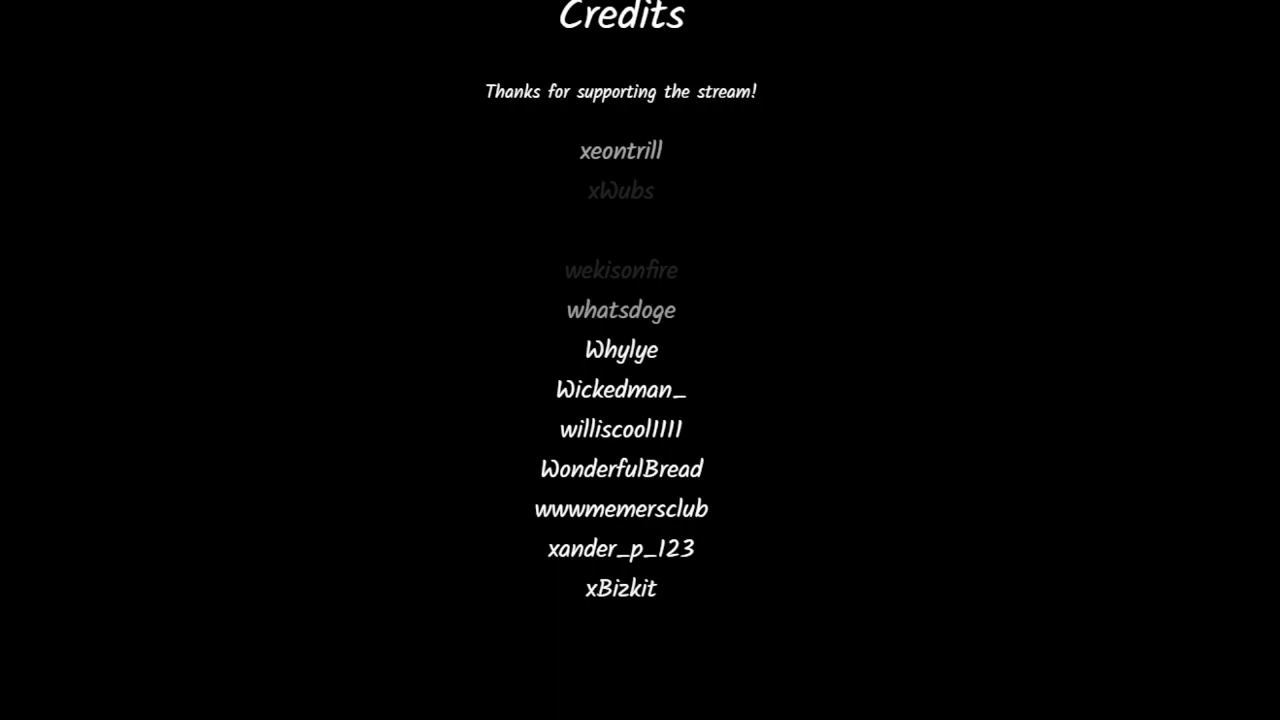 Credits
Thanks for supporting the stream!
xeontrill
xWubs
wekisonfire
whatsdoge
Whylye
Wickedman_
williscool1111
WonderfulBread
wwwmemersclub
xander_p_123
xBizkit